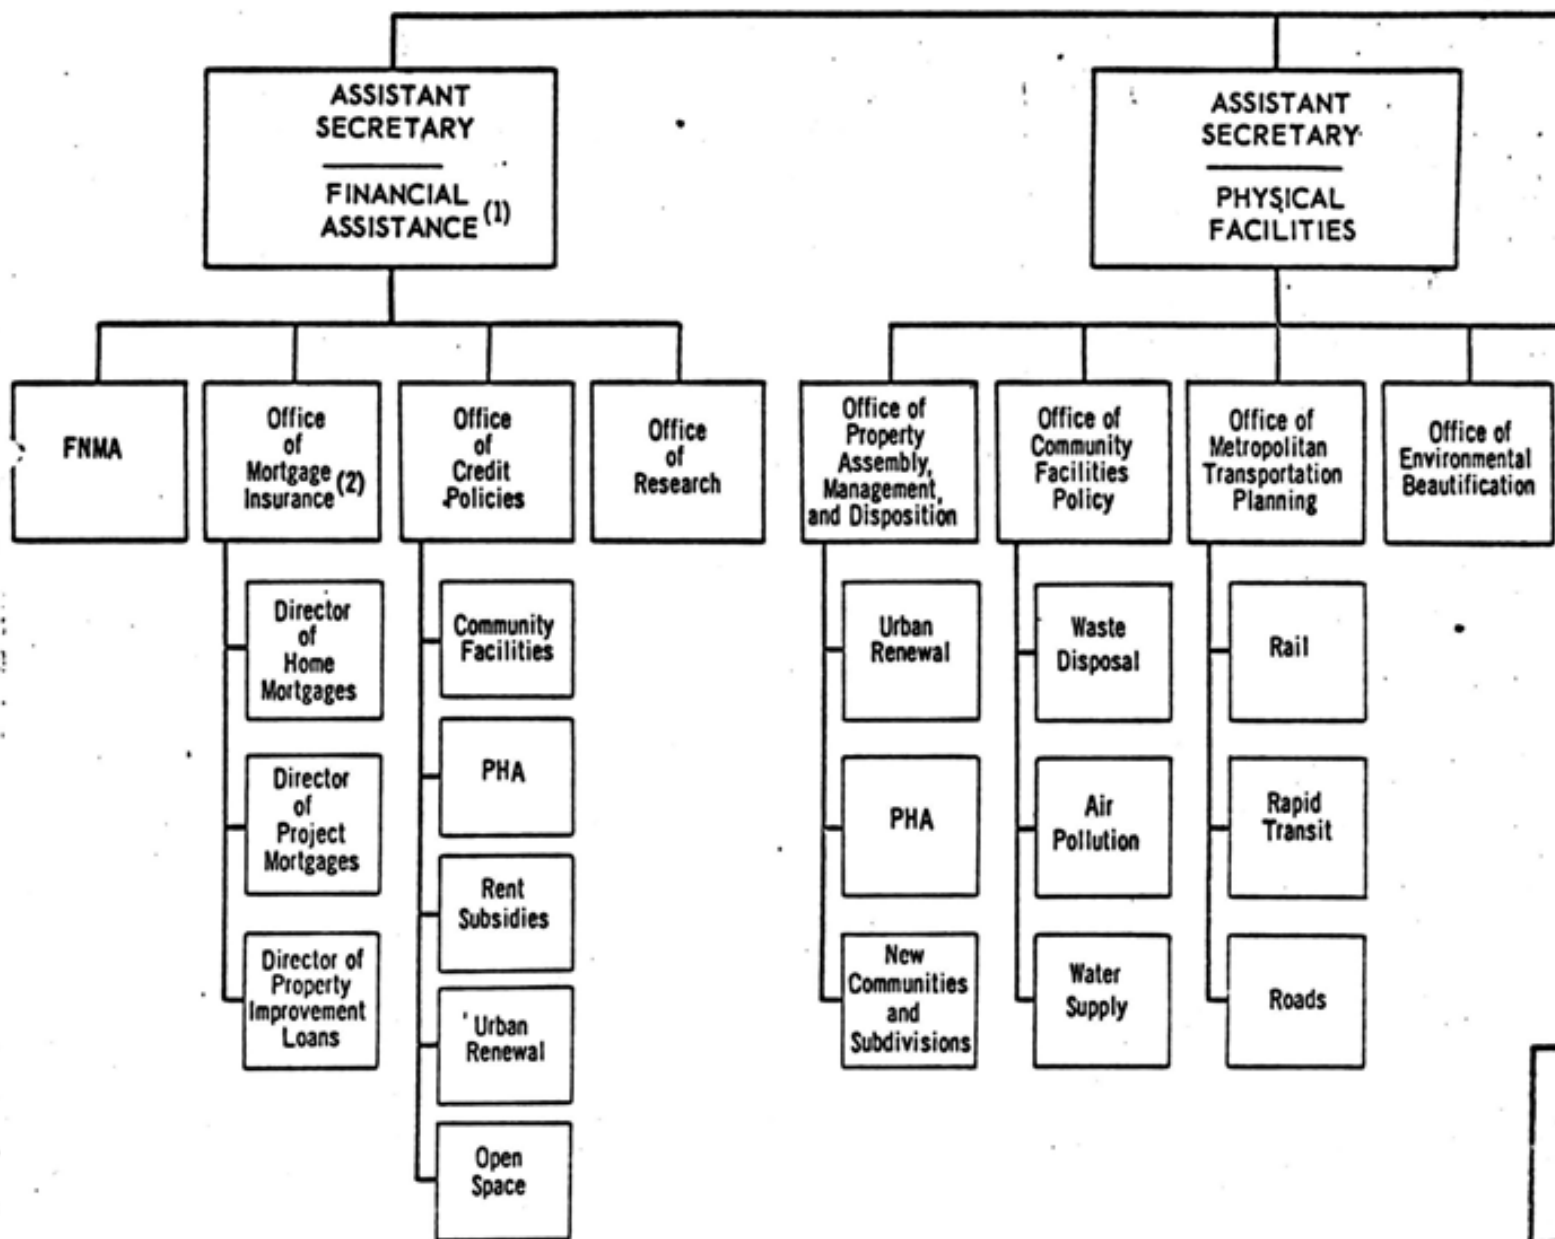 ASSISTANT
SECRETARY
FINANCIAL
ASSISTANCE (1)
ASSISTANT
SECRETARY
PHYSICAL
FACILITIES
FNMA
Office
of
Mortgage
Insurance (2)
Office
of
Credit
Policies
Office
of
Research
Office of
Property
Assembly,
Management,
and Disposition
Office of
Community
Facilities
Policy
Office of
Metropolitan
Transportation
Planning
Office of
Environmental
Beautification
Director
of
Home
Mortgages
Director
of
Project
Mortgages
Director of
Property
Improvement
Loans
Community
Facilities
PHA
Rent
Subsidies
Urban
Renewal
Open
Space
Urban
Renewal
PHA
New
Communities
and
Subdivisions
Waste
Disposal
Air
Pollution
Water
Supply
Rail
Rapid
Transit
Roads